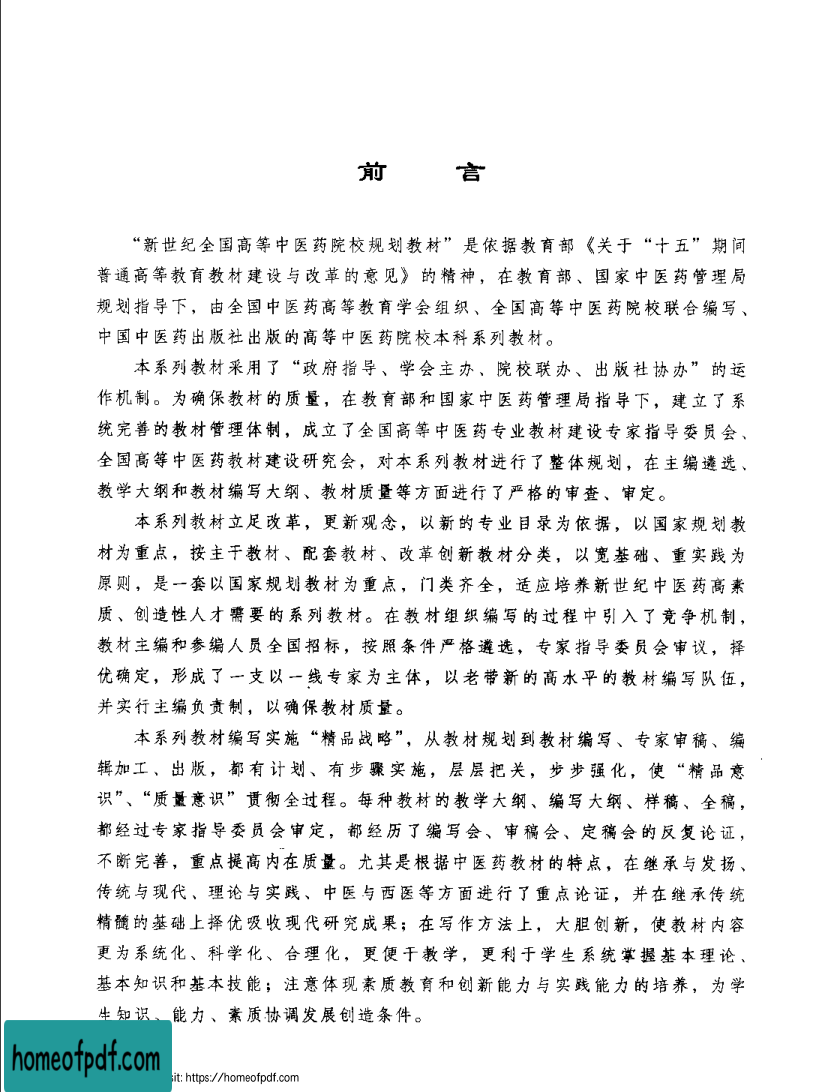 前 言
“新世纪全国高等中医药院校规划教材”是依据教育部《关于“十五”期间
普通高等教育教材建设与改革的意见》的精神，在教育部、国家中医药管理局
规划指导下，由全国中医药高等教育学会组织、全国高等中医药院校联合编写、
中国中医药出版社出版的高等中医药院校本科系列教材。
本系列教材采用了“政府指导、学会主办、院校联办、出版社协办”的运
作机制。为确保教材的质量，在教育部和国家中医药管理局指导下，建立了系
统完善的教材管理体制，成立了全国高等中医药专业教材建设专家指导委员会、
全国高等中医药教材建设研究会，对本系列教材进行了整体规划，在主编遴选、
教学大纲和教材编写大纲、教材质量等方面进行了严格的审查、审定。
本系列教材立足改革，更新观念，以新的专业目录为依据，以国家规划教
材为重点，按主干教材、配套教材、改革创新教材分类，以宽基础、重实践为
原则，是一套以国家规划教材为重点，门类齐全，适应培养新世纪中医药高素
质、创造性人才需要的系列教材。在教材组织编写的过程中引入了竞争机制，
教材主编和参编人员全国招标，按照条件严格遴选，专家指导委员会审议，择
优确定，形成了一支以一线专家为主体，以老带新的高水平的教材编写队伍，
并实行主编负责制，以确保教材质量。
本系列教材编写实施“精品战略”，从教材规划到教材编写、专家审稿、编
辑加工、出版，都有计划、有步骤实施，层层把关，步步强化，使“精品意
识”、“质量意识”贯彻全过程。每种教材的教学大纲、编写大纲、样稿、全稿，
都经过专家指导委员会审定，都经历了编写会、审稿会、定稿会的反复论证，
不断完善，重点提高内在质量。尤其是根据中医药教材的特点，在继承与发扬、
传统与现代、理论与实践、中医与西医等方面进行了重点论证，并在继承传统
精髓的基础上择优吸收现代研究成果；在写作方法上，大胆创新，使教材内容
更为系统化、科学化、合理化，更便于教学，更利于学生系统掌握基本理论、
基本知识和基本技能；注意体现素质教育和创新能力与实践能力的培养，为学
生知识、能力、素质协调发展创造条件。
homeofpdf.com
sit: https://homeofpdf.com